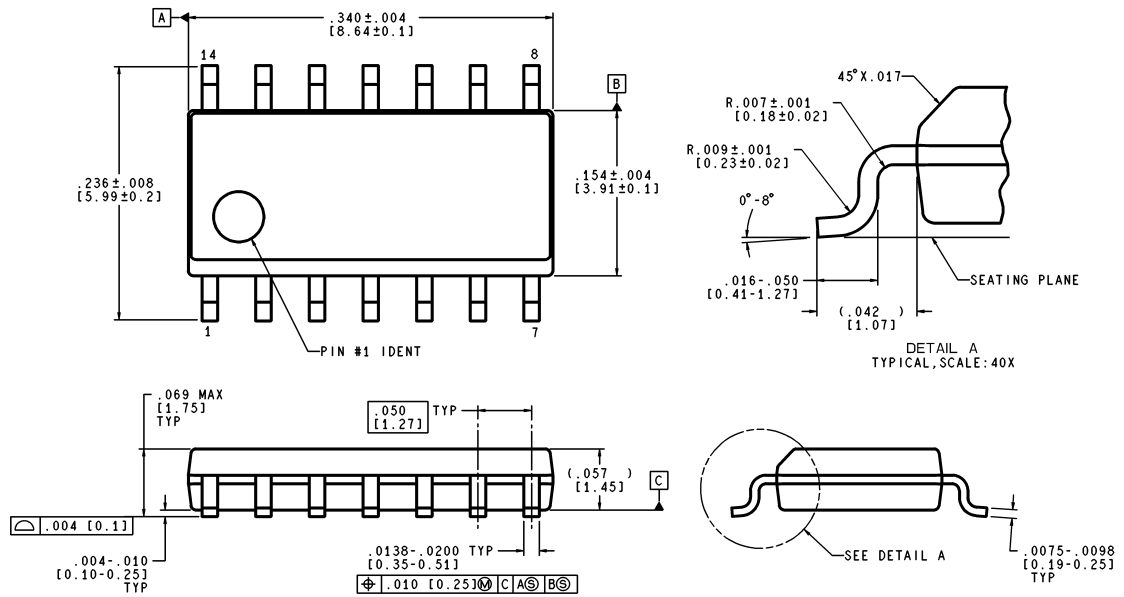 A
.340±.004
[8.64±0.1]
14
8
B
.236±.008
[5.99±0.2]
.154±.004
[3.91±0.1]
1
7
PIN #1 IDENT
45°X.017
R.007±.001
[0.18±0.02]
R.009±.001
[0.23±0.02]
0°-8°
.016-.050
[0.41-1.27]
SEATING PLANE
(.042 )
[1.07]
DETAIL A
TYPICAL,SCALE:40X
.069 MAX
[1.75]
TYP
.050 TYP
[1.27]
(.057 )
[1.45]
C
⌓ .004 [0.1]
.004-.010
[0.10-0.25]
TYP
.0138-.0200 TYP
[0.35-0.51]
⌖ .010 [0.25]Ⓜ C AⓈ BⓈ
SEE DETAIL A
.0075-.0098
[0.19-0.25]
TYP